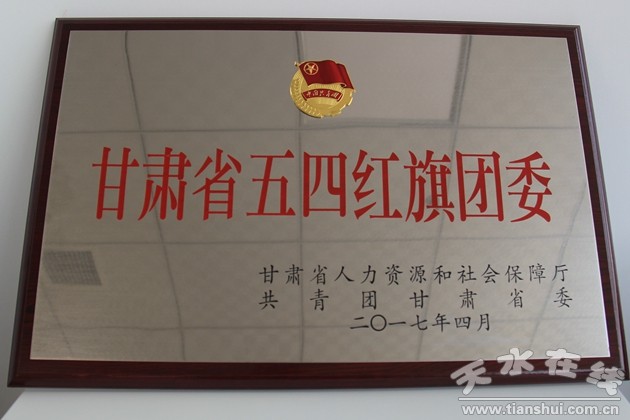 中国共青团
甘肃省五四红旗团委
甘肃省人力资源和社会保障厅
共青团甘肃省委
二〇一七年四月
天水在线
www.tianshui.com.cn